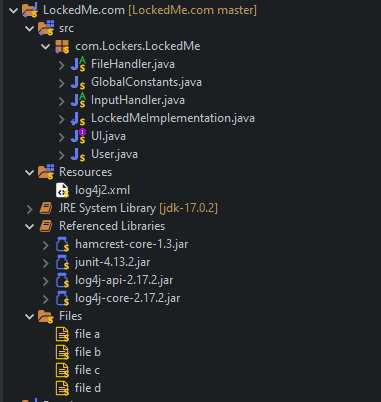 LockedMe.com [LockedMe.com master]
src
com.Lockers.LockedMe
FileHandler.java
GlobalConstants.java
InputHandler.java
LockedMeImplementation.java
UI.java
User.java
Resources
log4j2.xml
JRE System Library [jdk-17.0.2]
Referenced Libraries
hamcrest-core-1.3.jar
junit-4.13.2.jar
log4j-api-2.17.2.jar
log4j-core-2.17.2.jar
Files
file a
file b
file c
file d